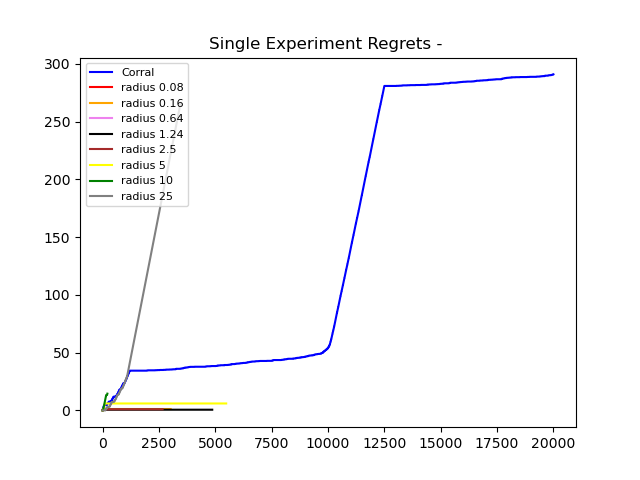 Single Experiment Regrets -
300
250
200
150
100
50
0
Corral
radius 0.08
radius 0.16
radius 0.64
radius 1.24
radius 2.5
radius 5
radius 10
radius 25
0 2500 5000 7500 10000 12500 15000 17500 20000